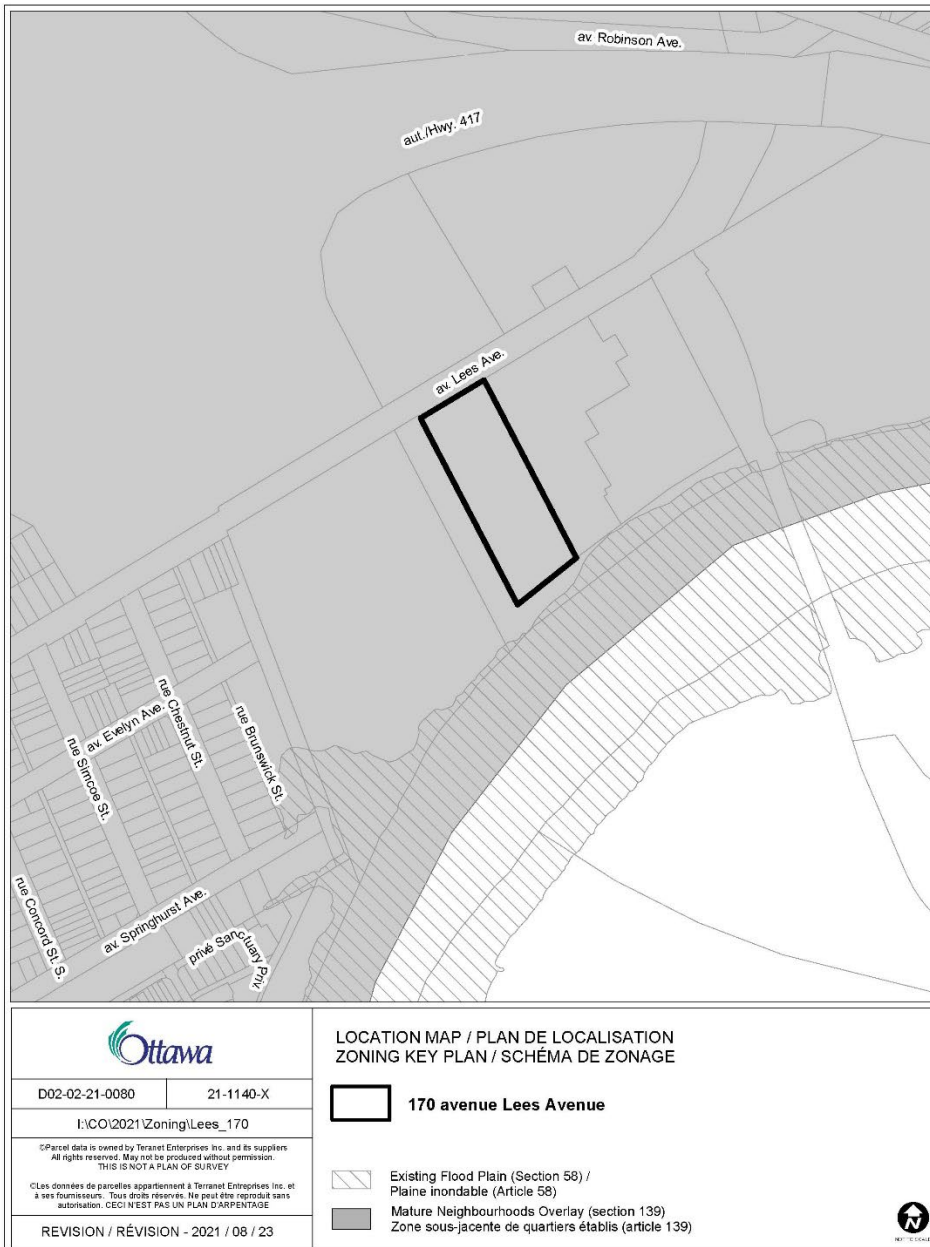 av. Robinson Ave.
aut./Hwy. 417
av. Lees Ave.
av. Evelyn Ave.
rue Chestnut St.
rue Brunswick St.
rue Simcoe St.
rue Concord St. S.
av. Springhurst Ave.
privé Sanctuary Priv.
Ottawa
D02-02-21-0080
21-1140-X
I:\CO\2021\Zoning\Lees_170
©Parcel data is owned by Teranet Enterprises Inc. and its suppliers
All rights reserved. May not be produced without permission.
THIS IS NOT A PLAN OF SURVEY
©Les données de parcelles appartiennent à Terranet Enterprises Inc. et
à ses fournisseurs. Tous droits réservés. Ne peut être reproduit sans
autorisation. CECI N'EST PAS UN PLAN D'ARPENTAGE
REVISION / RÉVISION - 2021 / 08 / 23
LOCATION MAP / PLAN DE LOCALISATION
ZONING KEY PLAN / SCHÉMA DE ZONAGE
170 avenue Lees Avenue
Existing Flood Plain (Section 58) /
Plaine inondable (Article 58)
Mature Neighbourhoods Overlay (section 139)
Zone sous-jacente de quartiers établis (article 139)
N
NOT TO SCALE